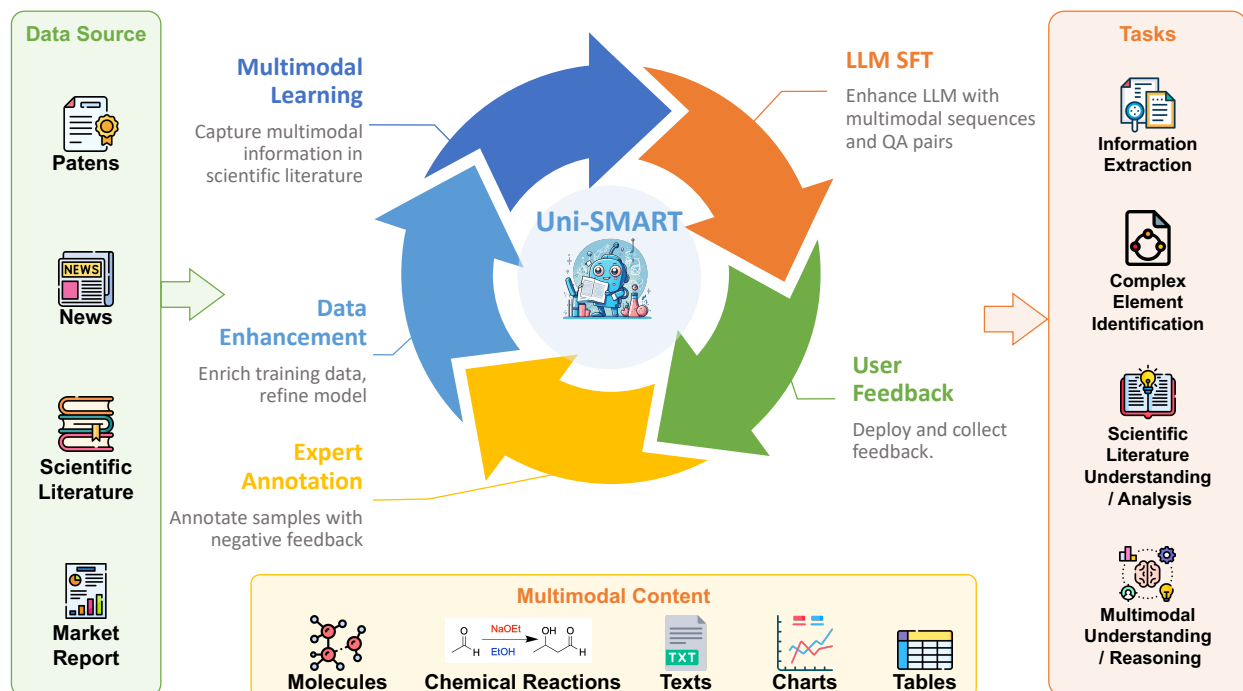 Data Source
Patens
NEWS
News
Scientific
Literature
Market
Report
Multimodal
Learning
Capture multimodal
information in
scientific literature
Data
Enhancement
Enrich training data,
refine model
Expert
Annotation
Annotate samples with
negative feedback
Uni-SMART
LLM SFT
Enhance LLM with
multimodal sequences
and QA pairs
User
Feedback
Deploy and collect
feedback.
Multimodal Content
Molecules
O
H
NaOEt
EtOH
OH
O
H
Chemical Reactions
TXT
Texts
Charts
Tables
Tasks
Information
Extraction
Complex
Element
Identification
Scientific
Literature
Understanding
/ Analysis
Multimodal
Understanding
/ Reasoning